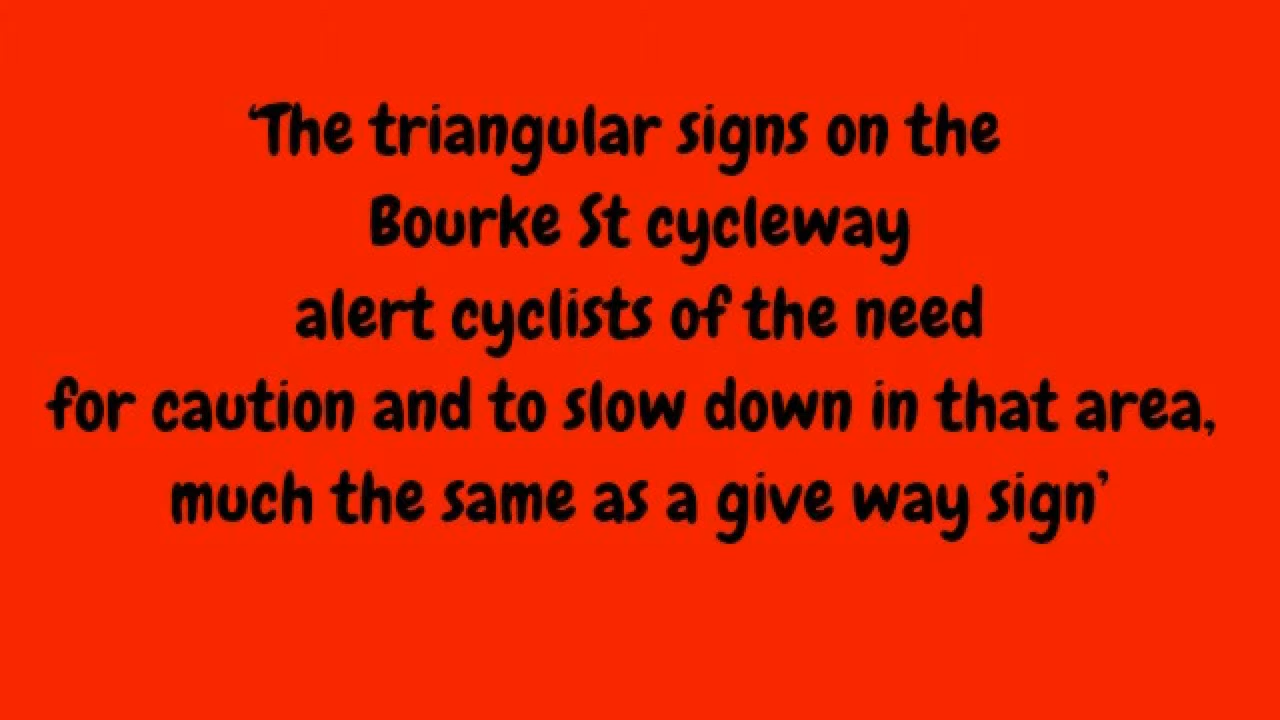 ‘The triangular signs on the
Bourke St cycleway
alert cyclists of the need
for caution and to slow down in that area,
much the same as a give way sign’